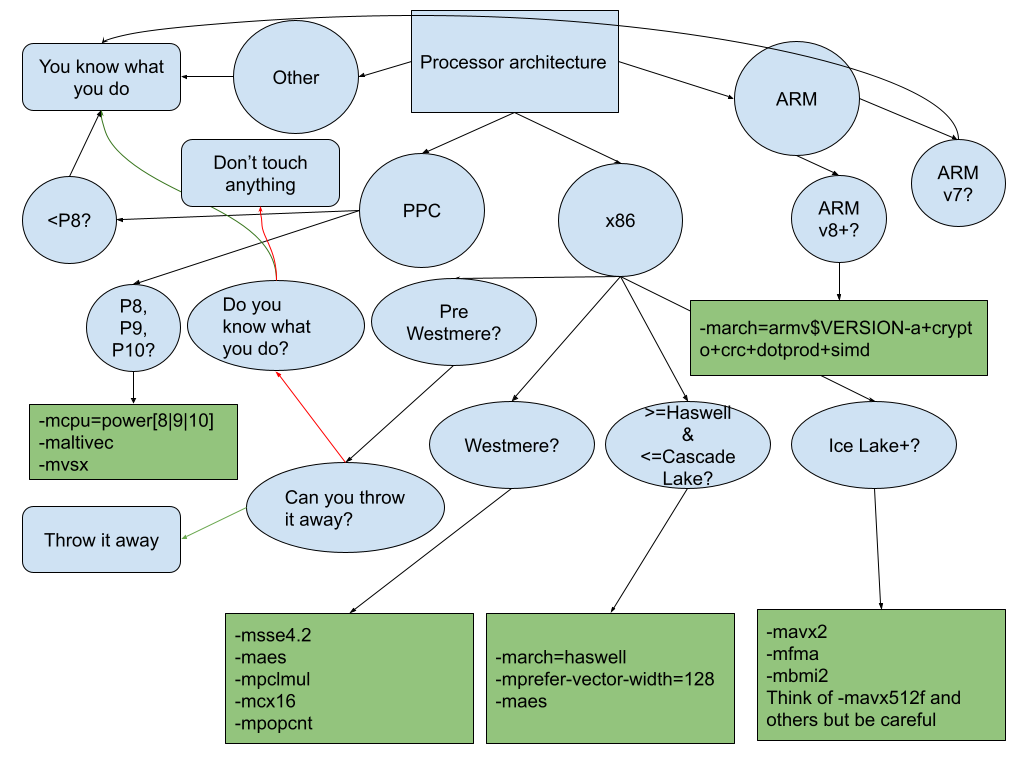 Processor architecture
You know what
you do
Other
ARM
Don't touch
anything
ARM
v7?
<P8?
PPC
x86
ARM
v8+?
P8,
P9,
P10?
Do you
know what
you do?
Pre
Westmere?
-march=armv$VERSION-a+crypt
o+crc+dotprod+simd
-mcpu=power[8|9|10]
-maltivec
-mvsx
Westmere?
>=Haswell
&
<=Cascade
Lake?
Ice Lake+?
Can you throw
it away?
Throw it away
-msse4.2
-maes
-mpclmul
-mcx16
-mpopcnt
-march=haswell
-mprefer-vector-width=128
-maes
-mavx2
-mfma
-mbmi2
Think of -mavx512f and
others but be careful